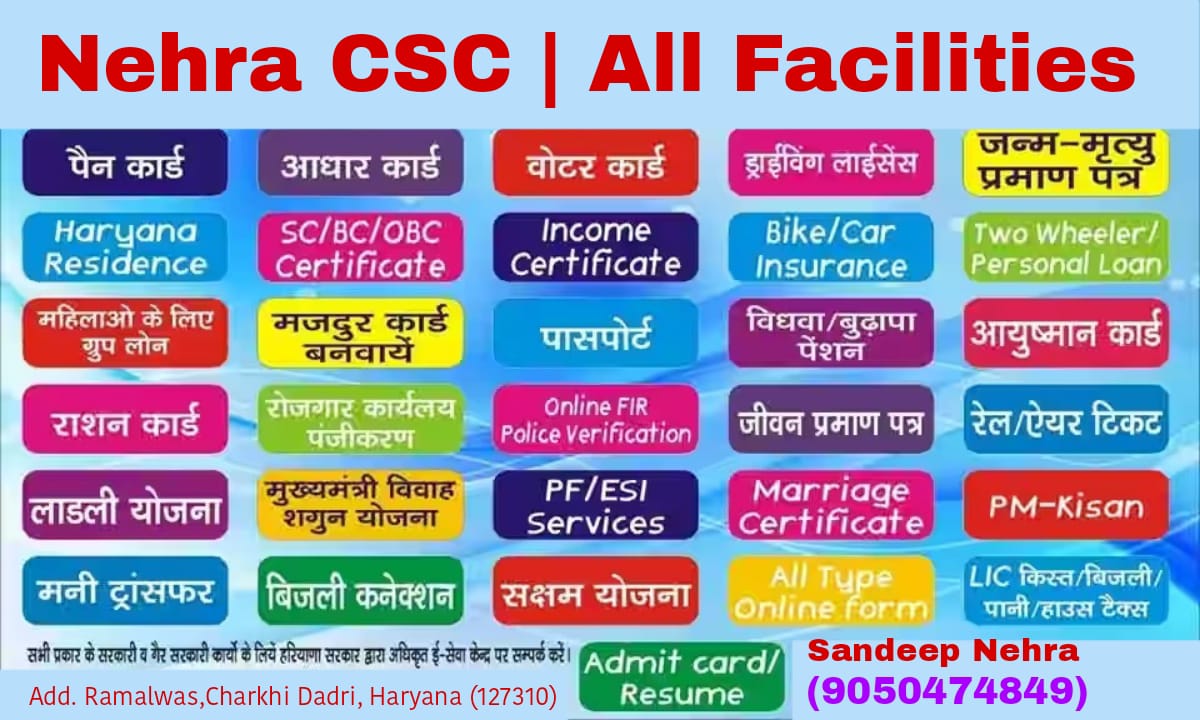 Nehra CSC | All Facilities
पैन कार्ड
आधार कार्ड
वोटर कार्ड
ड्राईविंग लाईसेंस
जन्म-मृत्यु
प्रमाण पत्र
Haryana
Residence
SC/BC/OBC
Certificate
Income
Certificate
Bike/Car
Insurance
Two Wheeler/
Personal Loan
महिलाओ के लिए
ग्रुप लोन
मजदुर कार्ड
बनवायें
पासपोर्ट
विधवा/बुढ़ापा
पेंशन
आयुष्मान कार्ड
राशन कार्ड
रोजगार कार्यलय
पंजीकरण
Online FIR
Police Verification
जीवन प्रमाण पत्र
रेल/ऐयर टिकट
लाडली योजना
मुख्यमंत्री विवाह
शगुन योजना
PF/ESI
Services
Marriage
Certificate
PM-Kisan
मनी ट्रांसफर
बिजली कनेक्शन
सक्षम योजना
All Type
Online form
LIC किस्त/बिजली/
पानी/हाउस टैक्स
सभी प्रकार के सरकारी व गैर सरकारी कार्यो के लिये हरियाणा सरकार द्वारा अधिकृत ई-सेवा केन्द्र पर सम्पर्क करें।
Add. Ramalwas,Charkhi Dadri, Haryana (127310)
Admit card/
Resume
Sandeep Nehra
(9050474849)